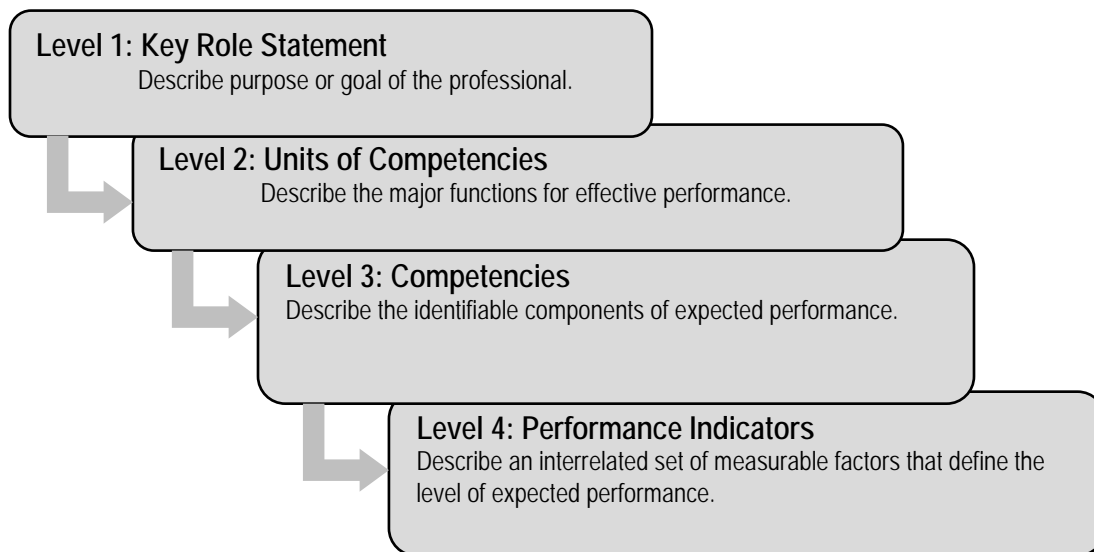 Level 1: Key Role Statement
Describe purpose or goal of the professional.
Level 2: Units of Competencies
Describe the major functions for effective performance.
Level 3: Competencies
Describe the identifiable components of expected performance.
Level 4: Performance Indicators
Describe an interrelated set of measurable factors that define the
level of expected performance.